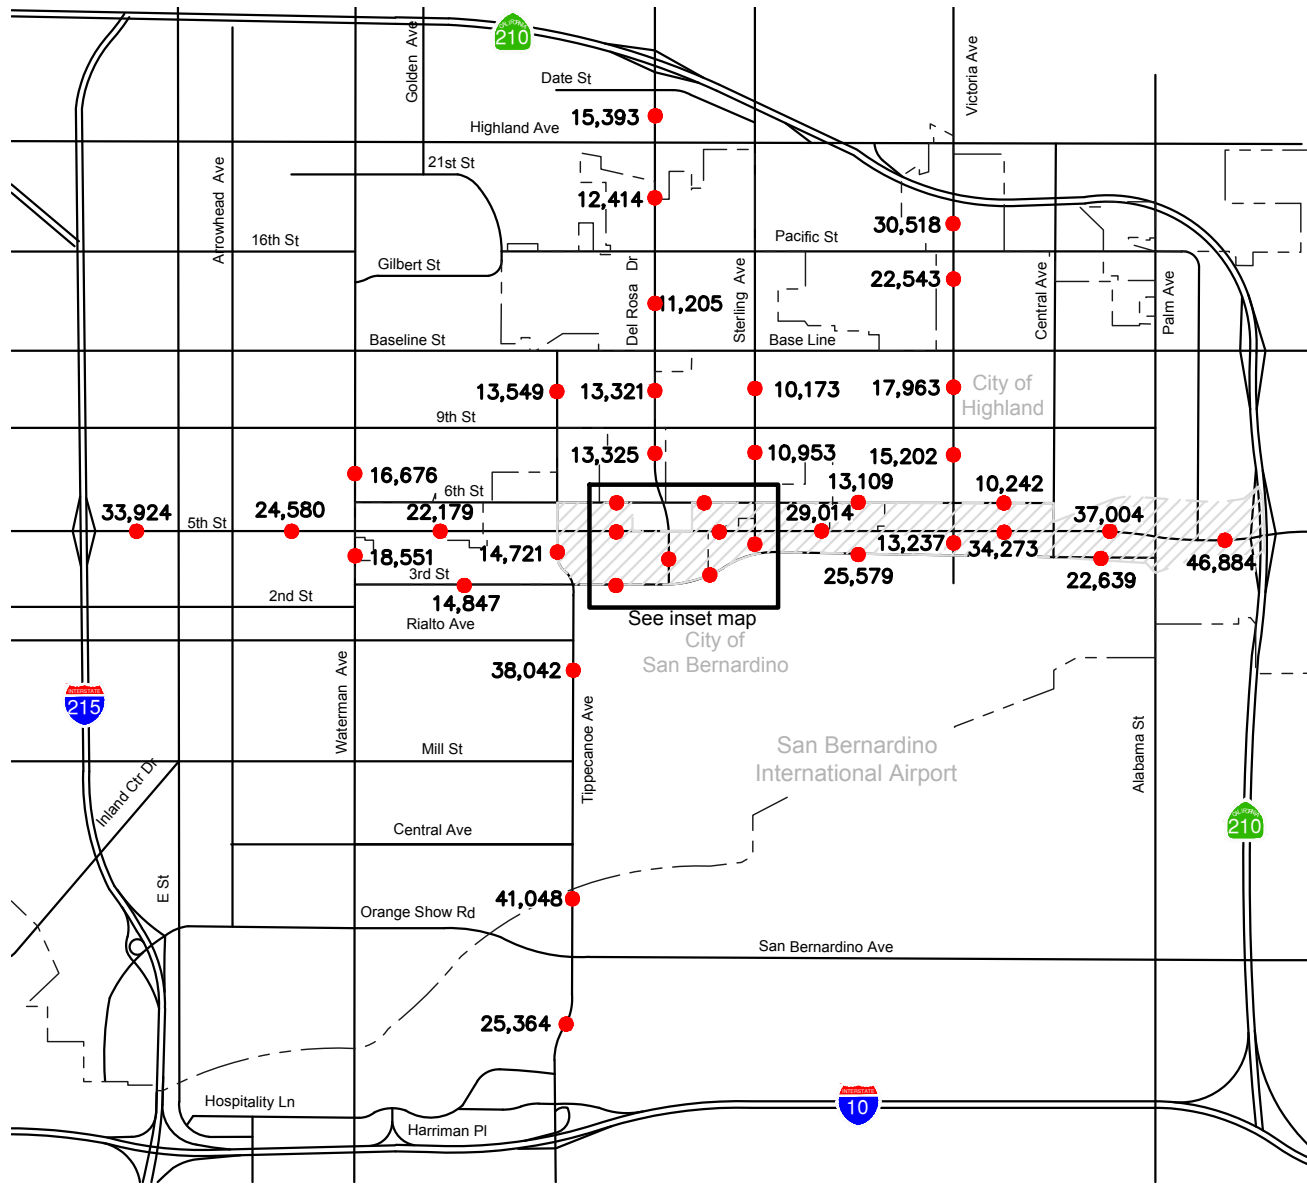 Golden Ave
CALIFORNIA
210
Victoria Ave
Date St
15,393
Highland Ave
Arrowhead Ave
21st St
12,414
30,518
16th St
Pacific St
Gilbert St
Del Rosa Dr
Sterling Ave
22,543
Central Ave
Palm Ave
11,205
Baseline St
Base Line
13,549
13,321
10,173
17,963
City of
Highland
9th St
13,325
10,953
15,202
16,676
6th St
13,109
10,242
33,924
5th St
24,580
22,179
29,014
37,004
18,551
14,721
13,237
34,273
46,884
3rd St
25,579
22,639
2nd St
14,847
See inset map
Rialto Ave
City of
San Bernardino
38,042
INTERSTATE
215
Waterman Ave
Tippecanoe Ave
Alabama St
Mill St
San Bernardino
International Airport
Inland Ctr Dr
Central Ave
CALIFORNIA
210
E St
41,048
Orange Show Rd
San Bernardino Ave
25,364
Hospitality Ln
INTERSTATE
10
Harriman Pl